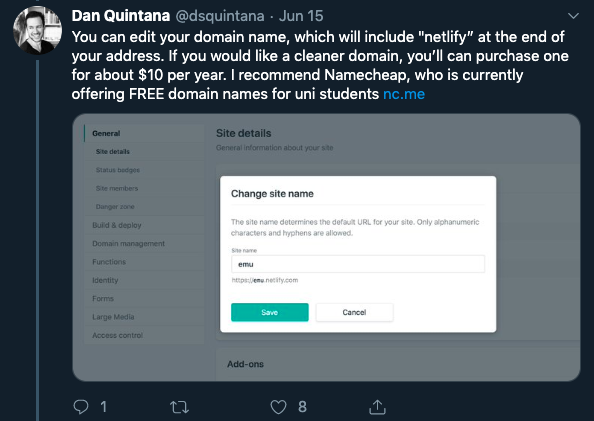 Dan Quintana @dsquintana · Jun 15
You can edit your domain name, which will include "netlify" at the end of
your address. If you would like a cleaner domain, you'll can purchase one
for about $10 per year. I recommend Namecheap, who is currently
offering FREE domain names for uni students nc.me
General
Site details
Status badges
Site members
Danger zone
Build & deploy
Domain management
Functions
Identity
Forms
Large Media
Access control
Site details
General information about your site
Change site name
The site name determines the default URL for your site. Only alphanumeric
characters and hyphens are allowed.
Site name
emu
https://emu.netlify.com
Save
Cancel
Add-ons
1
8